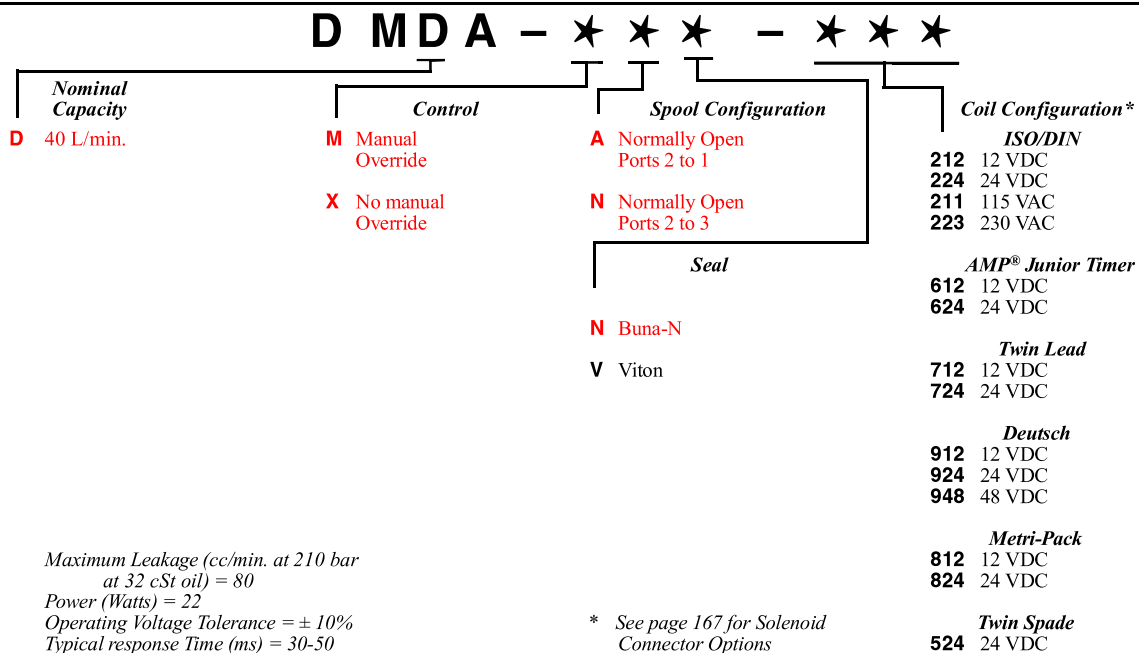 D M D A – ★ ★ ★ – ★ ★ ★
Nominal
Capacity
D 40 L/min.
Control
M Manual
Override
X No manual
Override
Spool Configuration
A Normally Open
Ports 2 to 1
N Normally Open
Ports 2 to 3
Seal
N Buna-N
V Viton
Coil Configuration*
ISO/DIN
212 12 VDC
224 24 VDC
211 115 VAC
223 230 VAC
AMP® Junior Timer
612 12 VDC
624 24 VDC
Twin Lead
712 12 VDC
724 24 VDC
Deutsch
912 12 VDC
924 24 VDC
948 48 VDC
Metri-Pack
812 12 VDC
824 24 VDC
Twin Spade
524 24 VDC
Maximum Leakage (cc/min. at 210 bar
at 32 cSt oil) = 80
Power (Watts) = 22
Operating Voltage Tolerance = ± 10%
Typical response Time (ms) = 30-50
* See page 167 for Solenoid
Connector Options